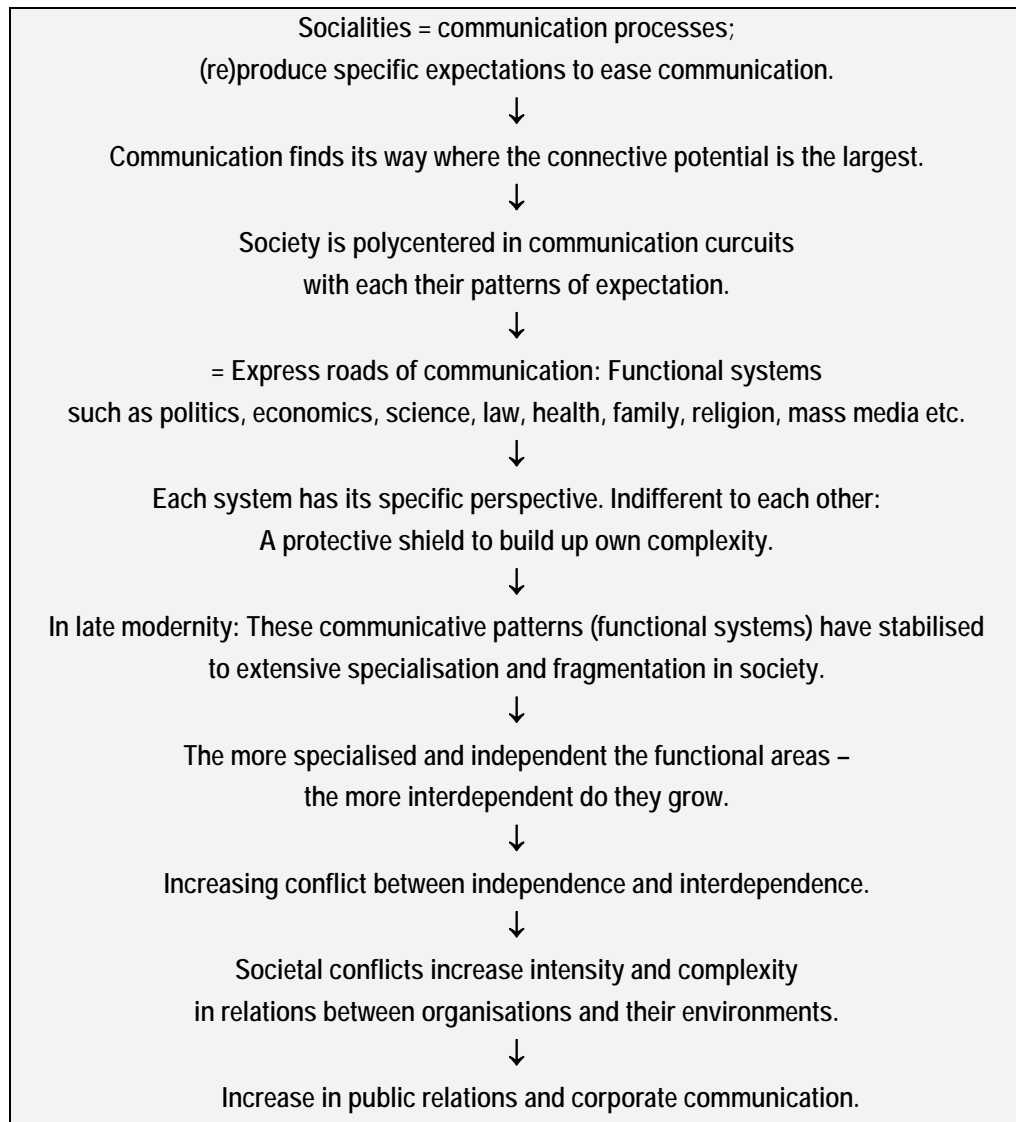 Socialities = communication processes;
(re)produce specific expectations to ease communication.
↓
Communication finds its way where the connective potential is the largest.
↓
Society is polycentered in communication curcuits
with each their patterns of expectation.
↓
= Express roads of communication: Functional systems
such as politics, economics, science, law, health, family, religion, mass media etc.
↓
Each system has its specific perspective. Indifferent to each other:
A protective shield to build up own complexity.
↓
In late modernity: These communicative patterns (functional systems) have stabilised
to extensive specialisation and fragmentation in society.
↓
The more specialised and independent the functional areas –
the more interdependent do they grow.
↓
Increasing conflict between independence and interdependence.
↓
Societal conflicts increase intensity and complexity
in relations between organisations and their environments.
↓
Increase in public relations and corporate communication.